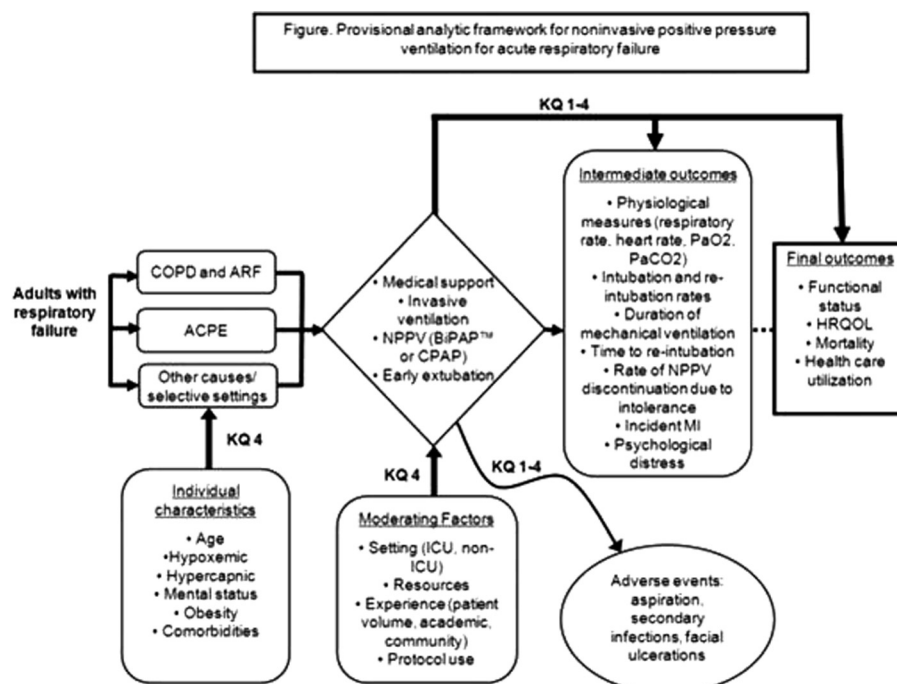 Figure. Provisional analytic framework for noninvasive positive pressure
ventilation for acute respiratory failure
KQ 1-4
Adults with
respiratory
failure
COPD and ARF
ACPE
Other causes/
selective settings
KQ 4
Individual
characteristics
• Age
•Hypoxemic
• Hypercapnic
• Mental status
• Obesity
• Comorbidities
• Medical support
• Invasive
ventilation
• NPPV (BiPAP™
or CPAP)
• Early extubation
KQ 4
Moderating Factors
• Setting (ICU, non-
ICU)
• Resources
• Experience (patient
volume, academic,
community)
• Protocol use
KQ 1-4
Adverse events:
aspiration,
secondary
infections, facial
ulcerations
Intermediate outcomes
• Physiological
measures (respiratory
rate, heart rate, PaO2,
PaCO2)
• Intubation and re-
intubation rates
• Duration of
mechanical ventilation
• Time to re-intubation
• Rate of NPPV
discontinuation due to
intolerance
• Incident MI
• Psychological
distress
Final outcomes
• Functional
status
• HRQOL
• Mortality
• Health care
utilization